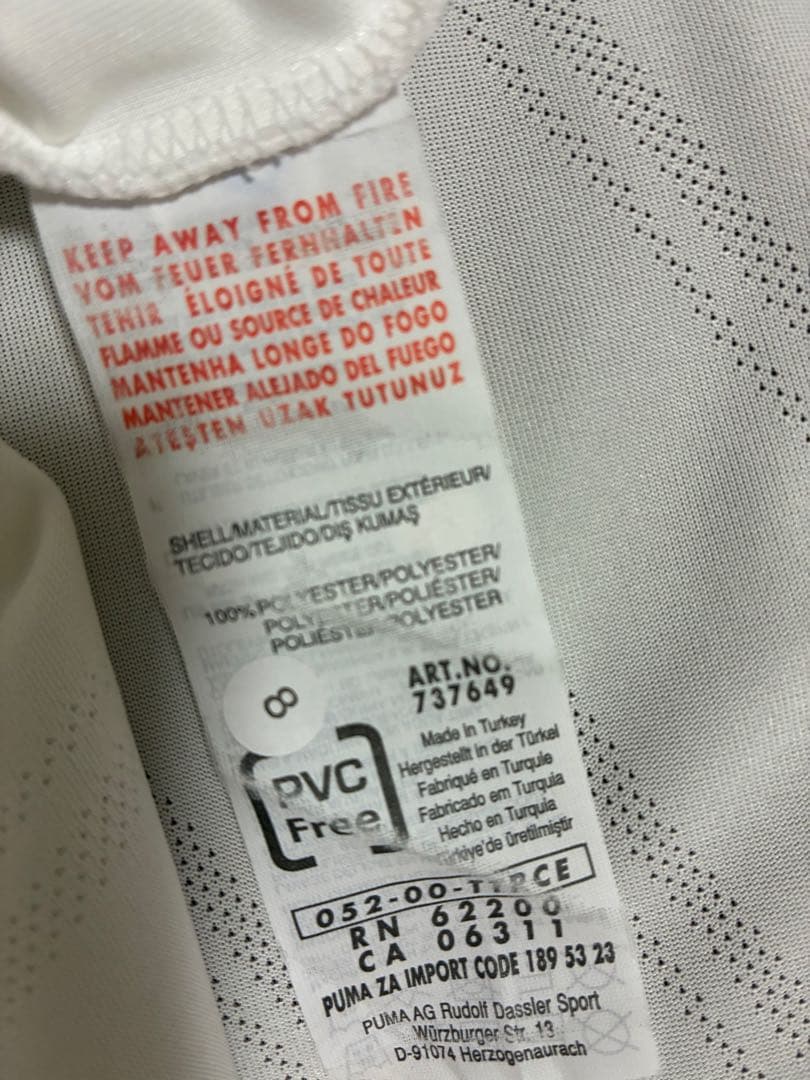 KEEP AWAY FROM FIRE
VOM FEUER FERNHALTEN
TENIR ÉLOIGNÉ DE TOUTE
FLAMME OU SOURCE DE CHALEUR
MANTENHA LONGE DO FOGO
MANTENER ALEJADO DEL FUEGO
ATEŞTEN UZAK TUTUNUZ
SHELL/MATERIAL/TISSU EXTÉRIEUR/
TECIDO/TEJIDO/DIŞ KUMAŞ
100% POLYESTER/POLYESTER/
POLYESTER/POLIÉSTER/
POLIÉSTER/POLYESTER
8
ART.NO.
737649
PVC
Free
Made in Turkey
Hergestellt in der Türkei
Fabriqué en Turquie
Fabricado em Turquia
Hecho en Turquia
Türkiye'de üretilmiştir
052-00-
RN 62200
CA 06311
PUMA ZA IMPORT CODE 189 53 23
PUMA AG Rudolf Dassler Sport
Würzburger Str. 13
D-91074 Herzogenaurach